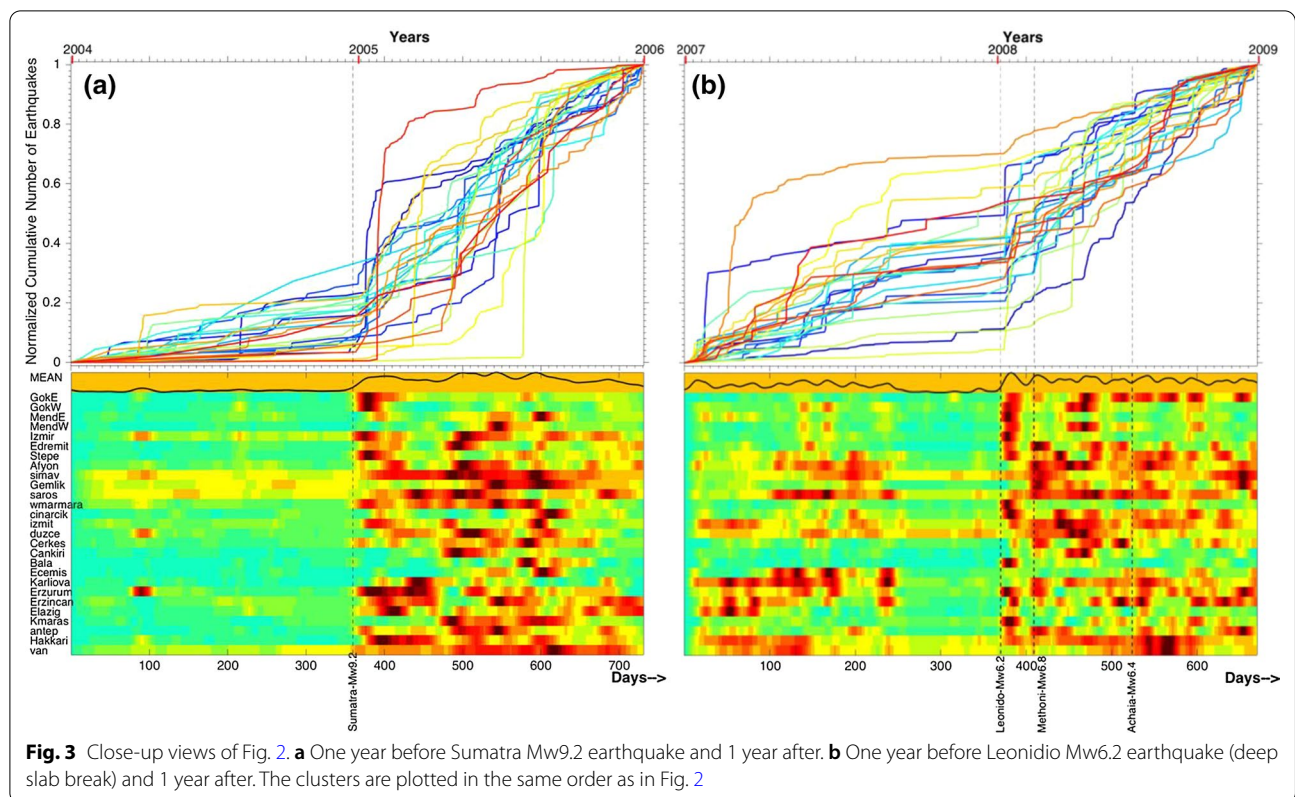 Years
2004 2005 2006
Years
2007 2008 2009
Normalized Cumulative Number of Earthquakes
1
0.8
0.6
0.4
0.2
0
(a)
(b)
MEAN
GokE
GokW
MendE
MendW
Izmir
Edremit
Stepe
Afyon
simav
Gemlik
saros
wmarmara
cinarcik
izmit
duzce
Cerkes
Cankiri
Bala
Ecemis
Karliova
Erzurum
Erzincan
Elazig
Kmaras
antep
Hakkari
van
100 200 300 400 500 600 700
Days-->
Sumatra-Mw9.2
100 200 300 400 500 600
Days-->
Leonido-Mw6.2
Methoni-Mw6.8
Achaia-Mw6.4
Fig. 3 Close-up views of Fig. 2. a One year before Sumatra Mw9.2 earthquake and 1 year after. b One year before Leonidio Mw6.2 earthquake (deep
slab break) and 1 year after. The clusters are plotted in the same order as in Fig. 2